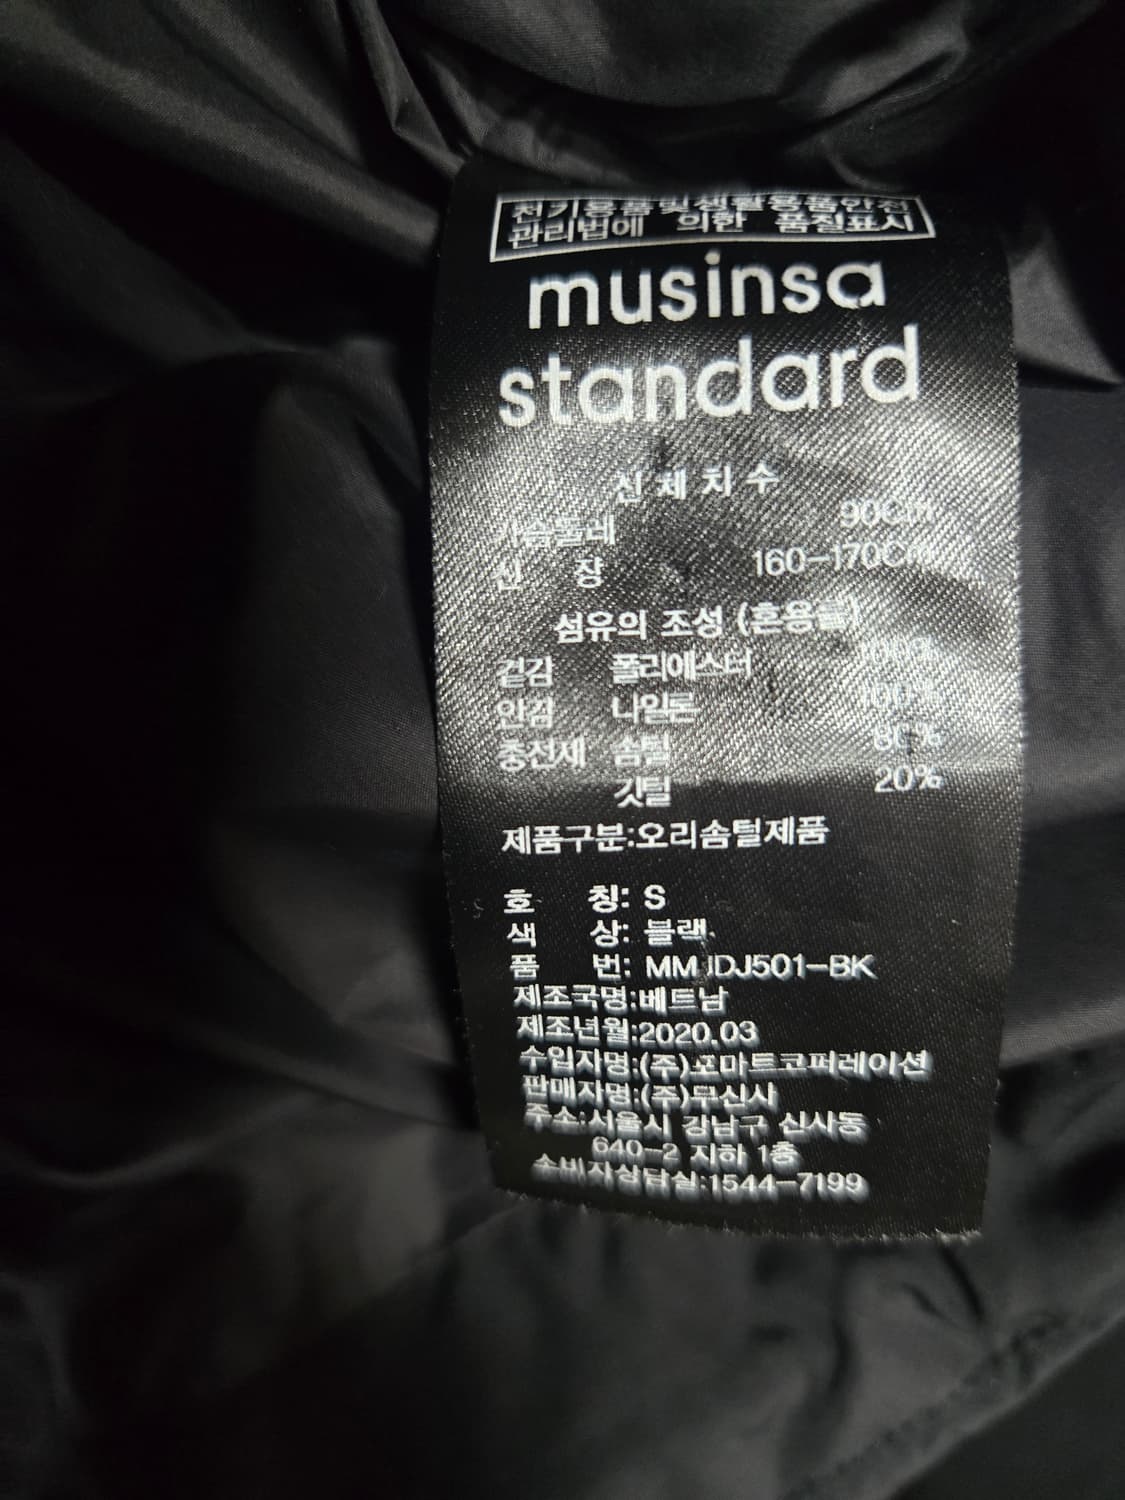 전기용품및생활용품안전
관리법에 의한 품질표시
musinsa
standard
신체치수
가슴둘레 90Cm
신 장 160-170Cm
섬유의 조성 (혼용률)
겉감 폴리에스터 100%
안감 나일론 100%
충전재 솜털 80%
깃털 20%
제품구분:오리솜털제품
호 칭: S
색 상: 블랙
품 번: MMJDJ501-BK
제조국명:베트남
제조년월:2020.03
수입자명:(주)포마트코퍼레이션
판매자명:(주)무신사
주소:서울시 강남구 신사동
640-2 지하 1층
소비자상담실:1544-7199